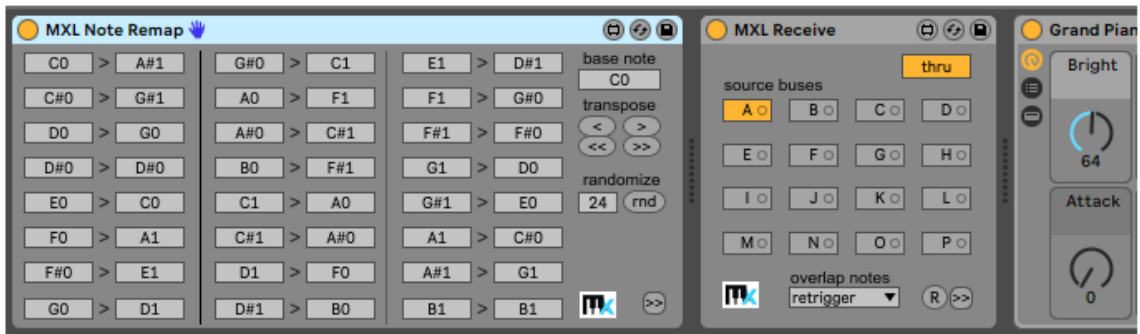 MXL Note Remap
C0 > A#1 G#0 > C1 E1 > D#1 base note
C0
C#0 > G#1 A0 > F1 F1 > G#0 transpose
< >
D0 > G0 A#0 > C#1 F#1 > F#0
<< >>
D#0 > D#0 B0 > F#1 G1 > D0 randomize
E0 > C0 C1 > A0 G#1 > E0 24 rnd
F0 > A1 C#1 > A#0 A1 > C#0
F#0 > E1 D1 > F0 A#1 > G1
G0 > D1 D#1 > B0 B1 > B1 mx >>
MXL Receive
thru
source buses
A B C D
E F G H
I J K L
M N O P
overlap notes
mx retrigger R >>
Grand Pian
Bright
64
Attack
0